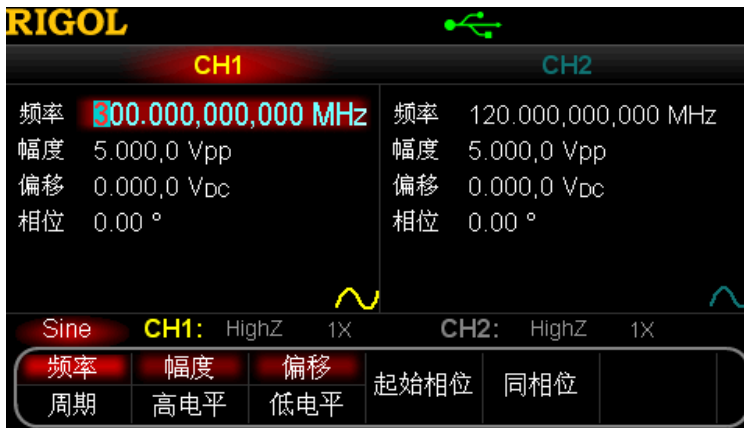 RIGOL
CH1 CH2
频率 300.000,000,000 MHz 频率 120.000,000,000 MHz
幅度 5.000,0 Vpp 幅度 5.000,0 Vpp
偏移 0.000,0 VDC 偏移 0.000,0 VDC
相位 0.00 ° 相位 0.00 °
Sine CH1: HighZ 1X CH2: HighZ 1X
频率 幅度 偏移 起始相位 同相位
周期 高电平 低电平